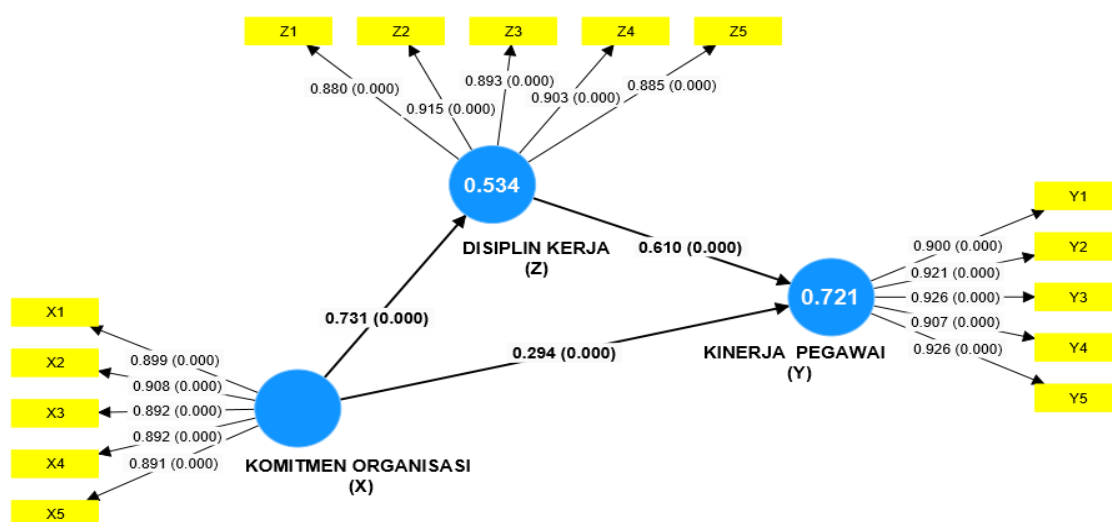 Z1
Z2
Z3
Z4
Z5
0.880 (0.000)
0.915 (0.000)
0.893 (0.000)
0.903 (0.000)
0.885 (0.000)
0.534
DISIPLIN KERJA
(Z)
0.731 (0.000)
0.610 (0.000)
0.294 (0.000)
X1
X2
X3
X4
X5
0.899 (0.000)
0.908 (0.000)
0.892 (0.000)
0.892 (0.000)
0.891 (0.000)
KOMITMEN ORGANISASI
(X)
0.721
KINERJA PEGAWAI
(Y)
0.900 (0.000)
0.921 (0.000)
0.926 (0.000)
0.907 (0.000)
0.926 (0.000)
Y1
Y2
Y3
Y4
Y5